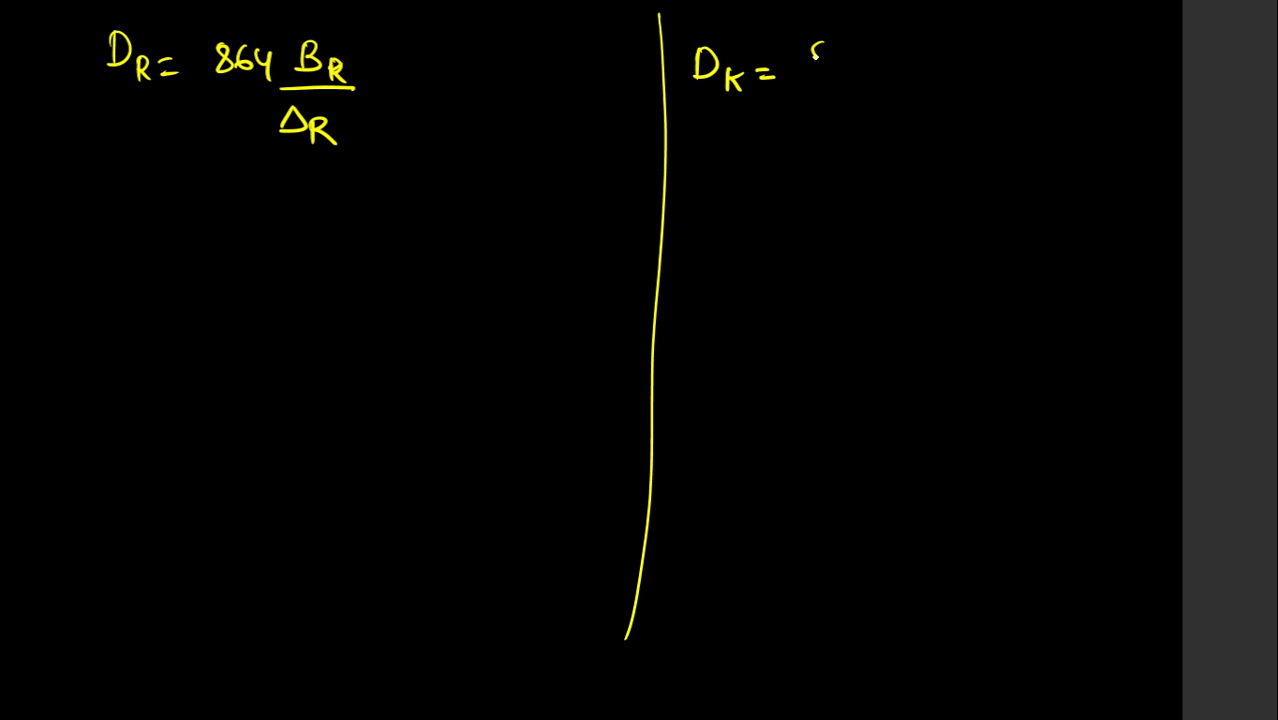 D_R = 864 B_R / Δ_R
D_K =